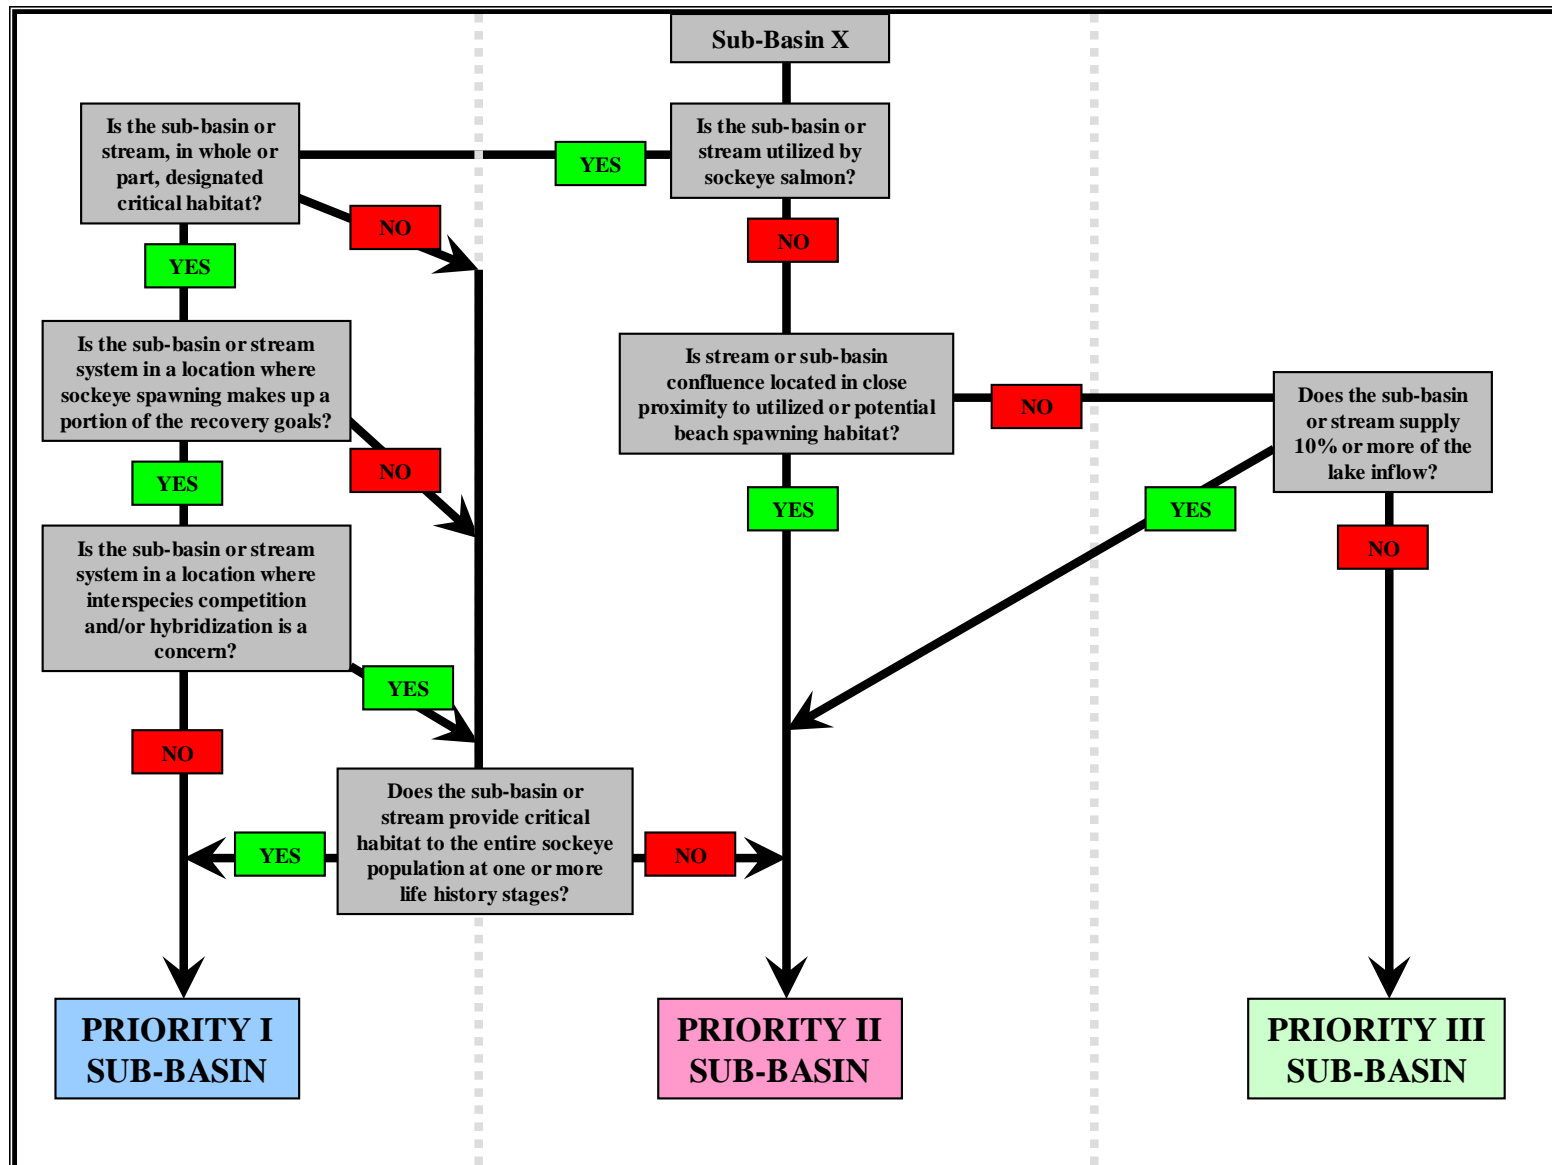 Sub-Basin X
Is the sub-basin or
stream utilized by
sockeye salmon?
YES
NO
Is the sub-basin or
stream, in whole or
part, designated
critical habitat?
NO
YES
Is the sub-basin or stream
system in a location where
sockeye spawning makes up a
portion of the recovery goals?
NO
YES
Is the sub-basin or stream
system in a location where
interspecies competition
and/or hybridization is a
concern?
YES
NO
Does the sub-basin or
stream provide critical
habitat to the entire sockeye
population at one or more
life history stages?
YES
NO
Is stream or sub-basin
confluence located in close
proximity to utilized or potential
beach spawning habitat?
NO
YES
Does the sub-basin
or stream supply
10% or more of the
lake inflow?
YES
NO
PRIORITY I
SUB-BASIN
PRIORITY II
SUB-BASIN
PRIORITY III
SUB-BASIN